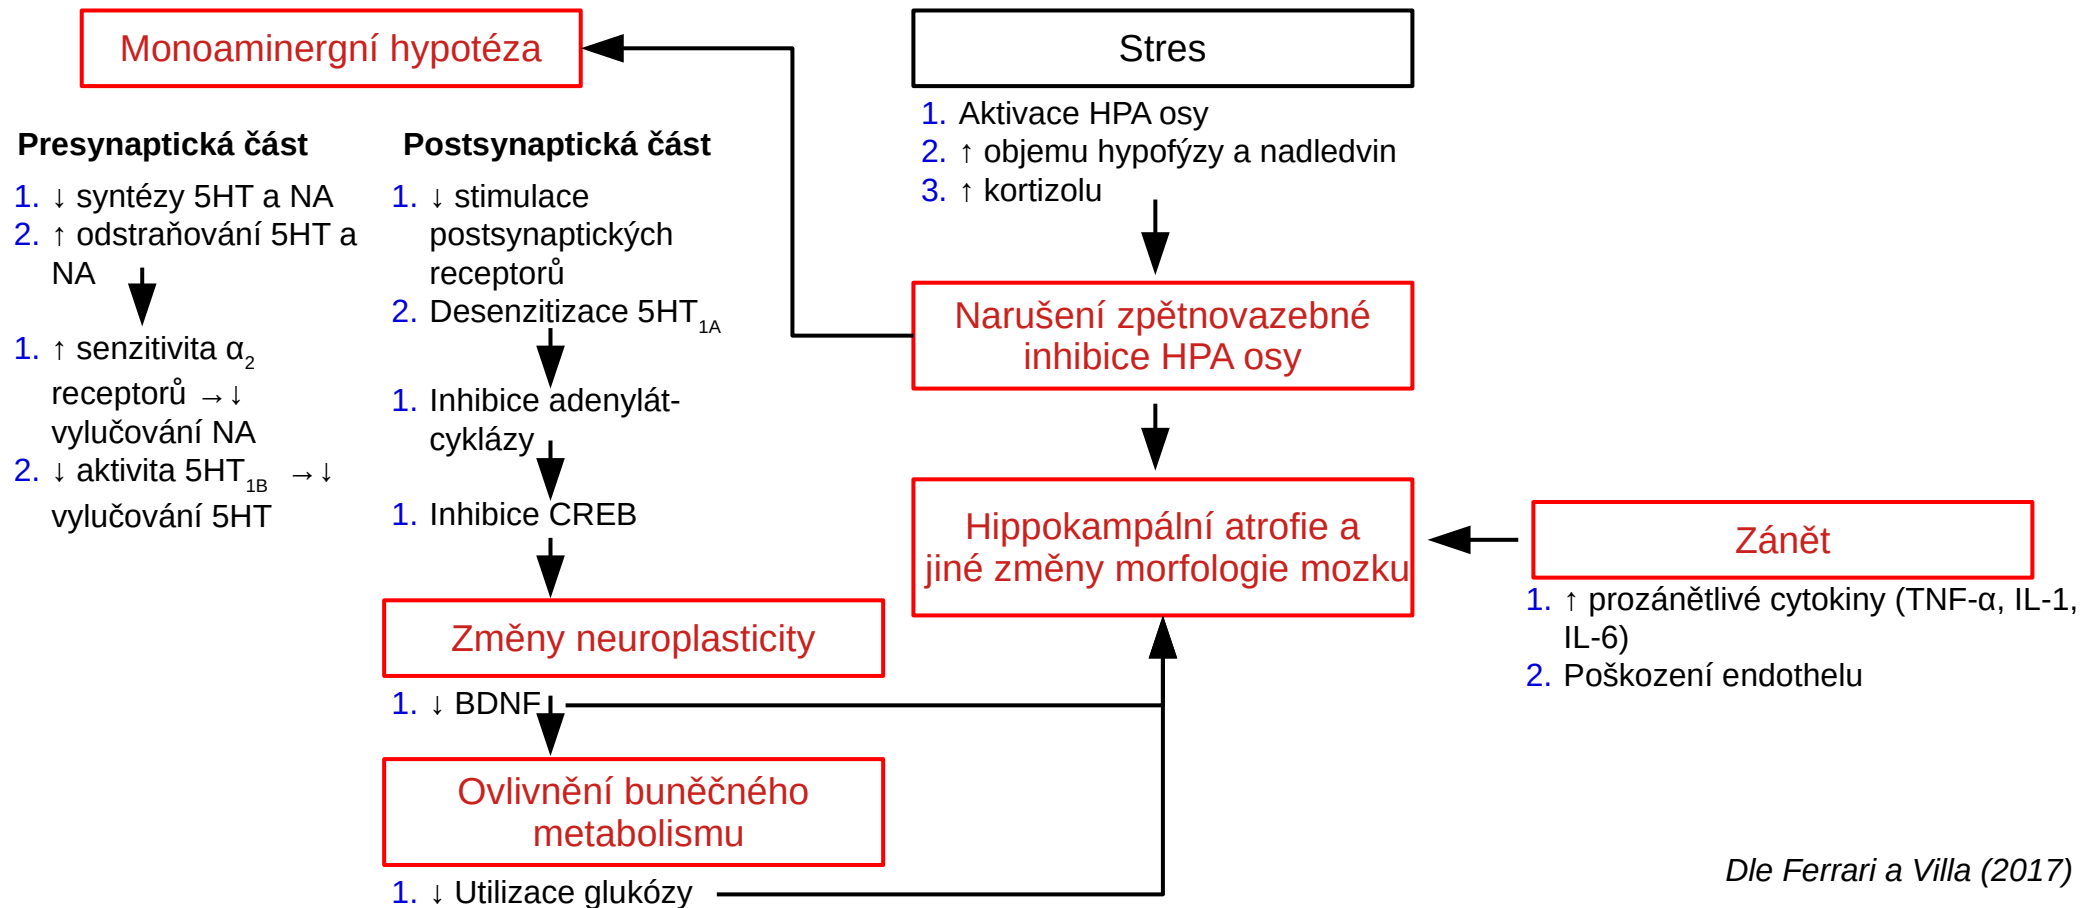 Monoaminergní hypotéza
Presynaptická část
1. ↓ syntézy 5HT a NA
2. ↑ odstraňování 5HT a
NA
1. ↑ senzitivita α2
receptorů →↓
vylučování NA
2. ↓ aktivita 5HT1B →↓
vylučování 5HT
Postsynaptická část
1. ↓ stimulace
postsynaptických
receptorů
2. Desenzitizace 5HT1A
1. Inhibice adenylát-
cyklázy
1. Inhibice CREB
Změny neuroplasticity
1. ↓ BDNF
Ovlivnění buněčného
metabolismu
1. ↓ Utilizace glukózy
Stres
1. Aktivace HPA osy
2. ↑ objemu hypofýzy a nadledvin
3. ↑ kortizolu
Narušení zpětnovazebné
inhibice HPA osy
Hippokampální atrofie a
jiné změny morfologie mozku
Zánět
1. ↑ prozánětlivé cytokiny (TNF-α, IL-1,
IL-6)
2. Poškození endothelu
Dle Ferrari a Villa (2017)